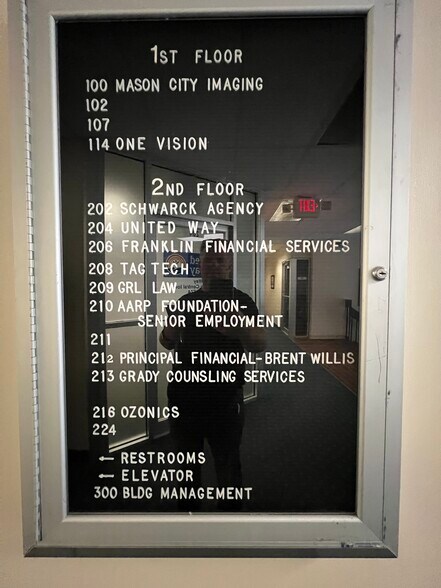 1ST FLOOR
100 MASON CITY IMAGING
102
107
114 ONE VISION
2ND FLOOR
202 SCHWARCK AGENCY
204 UNITED WAY
206 FRANKLIN FINANCIAL SERVICES
208 TAG TECH
209 GRL LAW
210 AARP FOUNDATION-
SENIOR EMPLOYMENT
211
212 PRINCIPAL FINANCIAL-BRENT WILLIS
213 GRADY COUNSLING SERVICES
216 OZONICS
224
← RESTROOMS
← ELEVATOR
300 BLDG MANAGEMENT